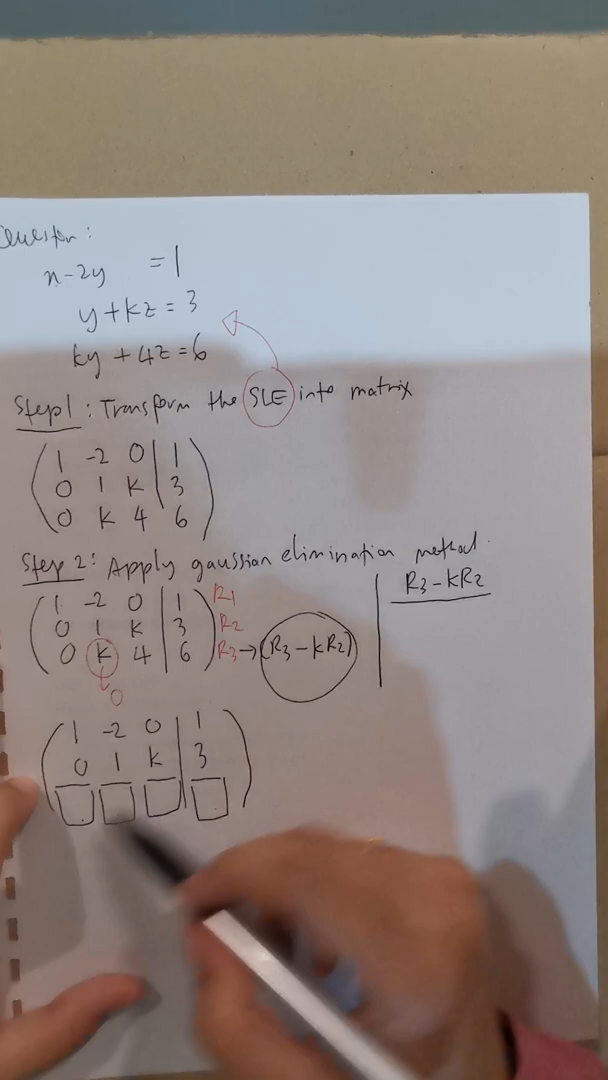 Question:
x-2y =1
y+kz=3
ky+4z=6
Step1: Transform the SLE into matrix
1 -2 0 | 1
0 1 k | 3
0 k 4 | 6
Step 2: Apply gaussian elimination method.
1 -2 0 | 1 R1
0 1 k | 3 R2
0 k 4 | 6 R3→(R3-kR2)
0
R3-kR2
1 -2 0 | 1
0 1 k | 3